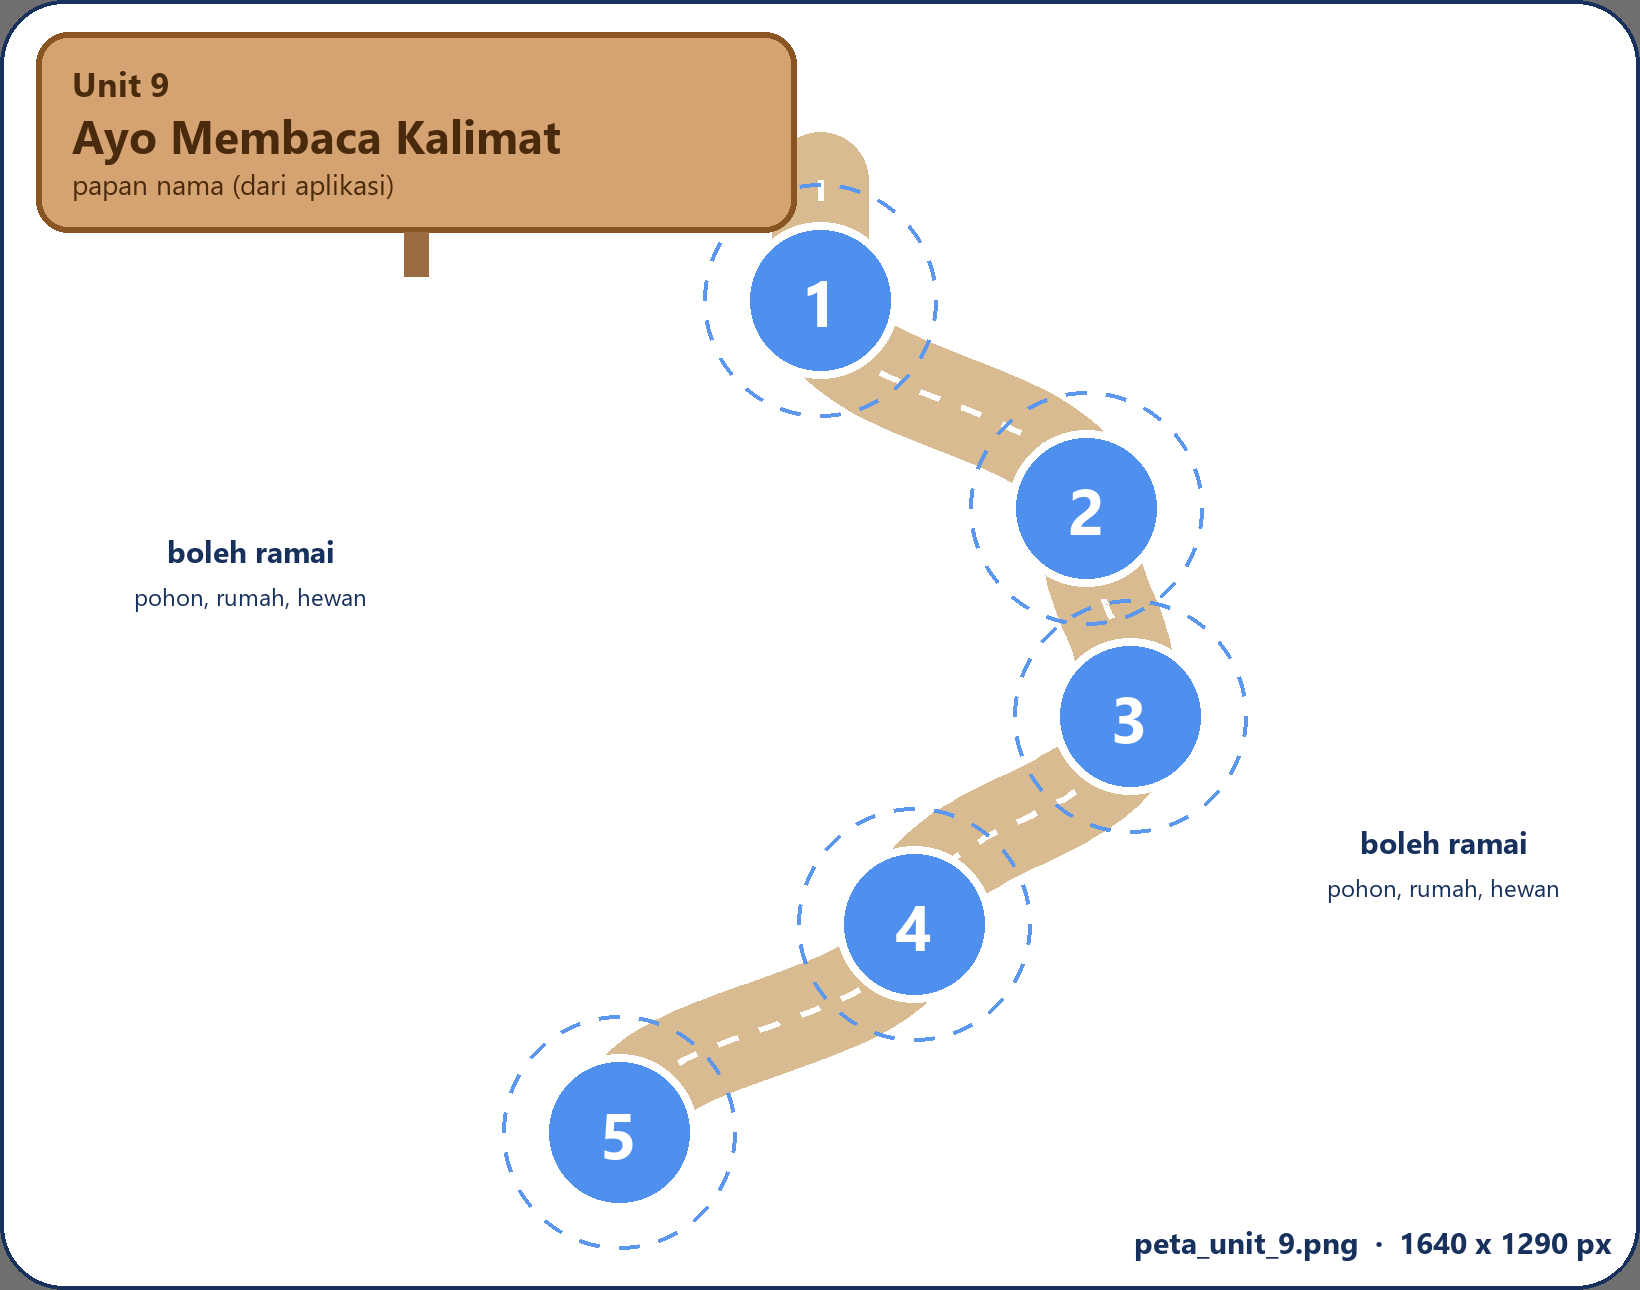 Unit 9
Ayo Membaca Kalimat
papan nama (dari aplikasi)
1
2
boleh ramai
pohon, rumah, hewan
3
boleh ramai
pohon, rumah, hewan
4
5
peta_unit_9.png · 1640 x 1290 px